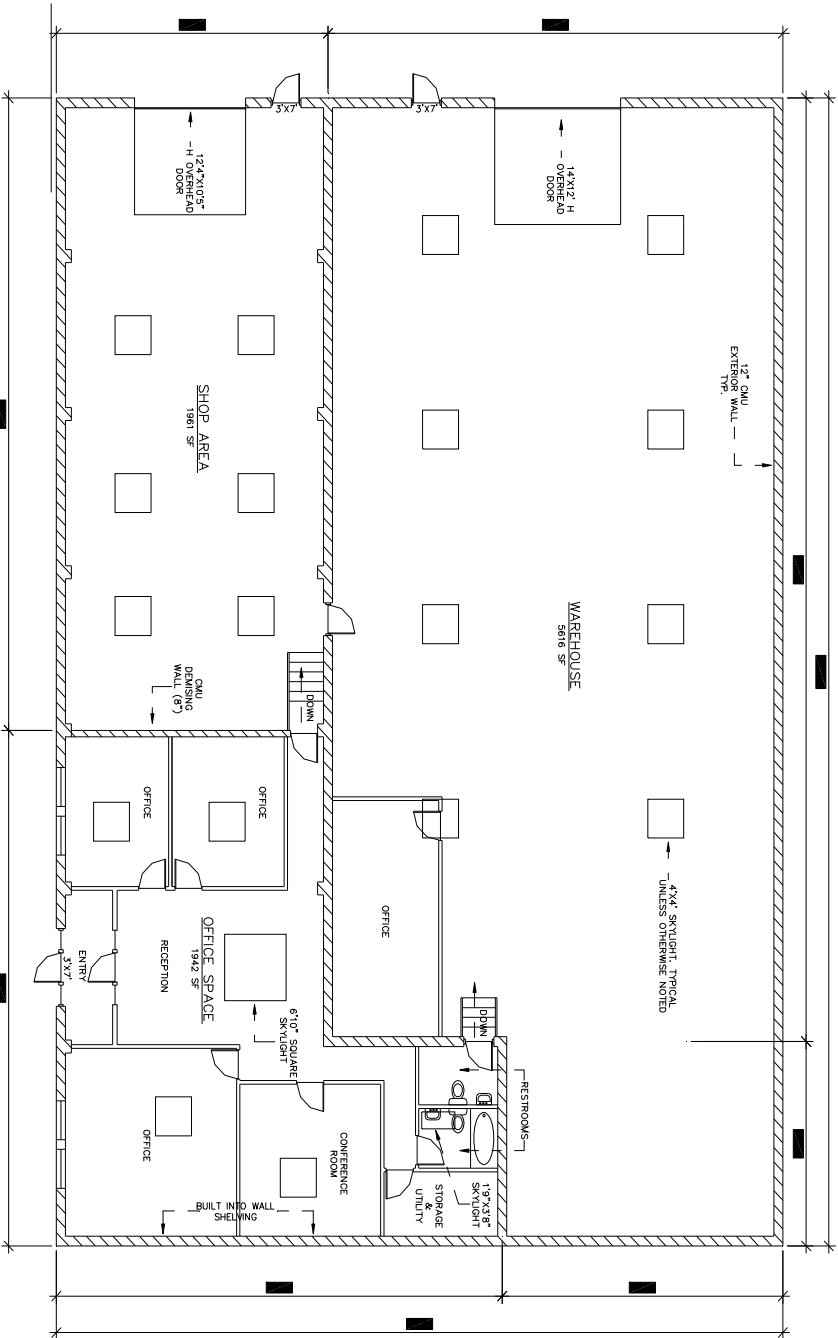 3'X7'
3'X7'
12'4"X10'5"
H OVERHEAD
DOOR
14'X12' H
OVERHEAD
DOOR
12" CMU
EXTERIOR WALL
TYP.
SHOP AREA
1961 SF
WAREHOUSE
5616 SF
CMU
DEMISING
WALL (8")
DOWN
OFFICE
OFFICE
OFFICE
4'X4' SKYLIGHT, TYPICAL
UNLESS OTHERWISE NOTED
OFFICE SPACE
1942 SF
RECEPTION
ENTRY
3'X7'
6'10" SQUARE
SKYLIGHT
DOWN
RESTROOMS
OFFICE
CONFERENCE
ROOM
STORAGE
&
UTILITY
1'9"X3'8"
SKYLIGHT
BUILT INTO WALL
SHELVING